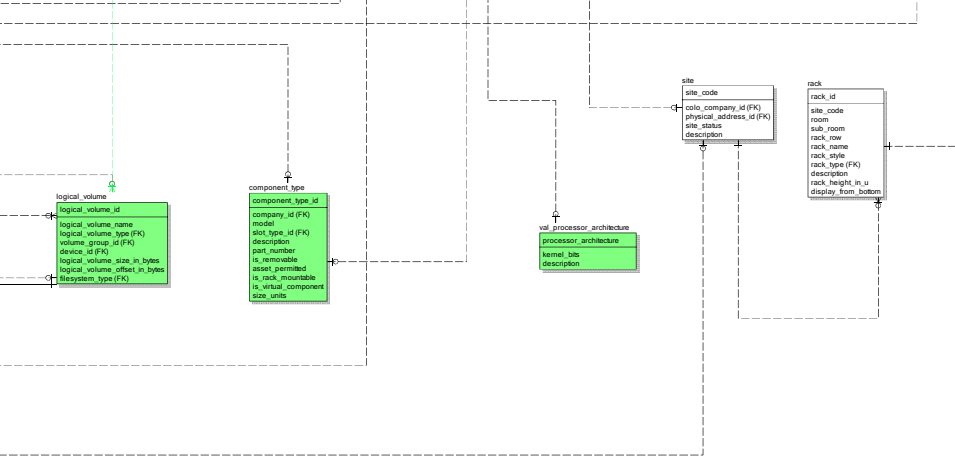 logical_volume
logical_volume_id
logical_volume_name
logical_volume_type (FK)
volume_group_id (FK)
device_id (FK)
logical_volume_size_in_bytes
logical_volume_offset_in_bytes
filesystem_type (FK)
component_type
component_type_id
company_id (FK)
model
slot_type_id (FK)
description
part_number
is_removable
asset_permitted
is_rack_mountable
is_virtual_component
size_units
val_processor_architecture
processor_architecture
kernel_bits
description
site
site_code
colo_company_id (FK)
physical_address_id (FK)
site_status
description
rack
rack_id
site_code
room
sub_room
rack_row
rack_name
rack_style
rack_type (FK)
description
rack_height_in_u
display_from_bottom